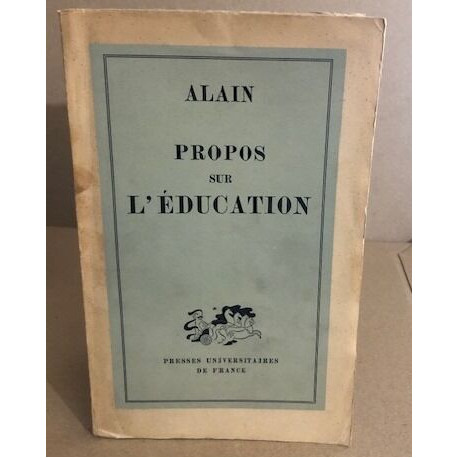 ALAIN
PROPOS
SUR
L'ÉDUCATION
PRESSES UNIVERSITAIRES
DE FRANCE